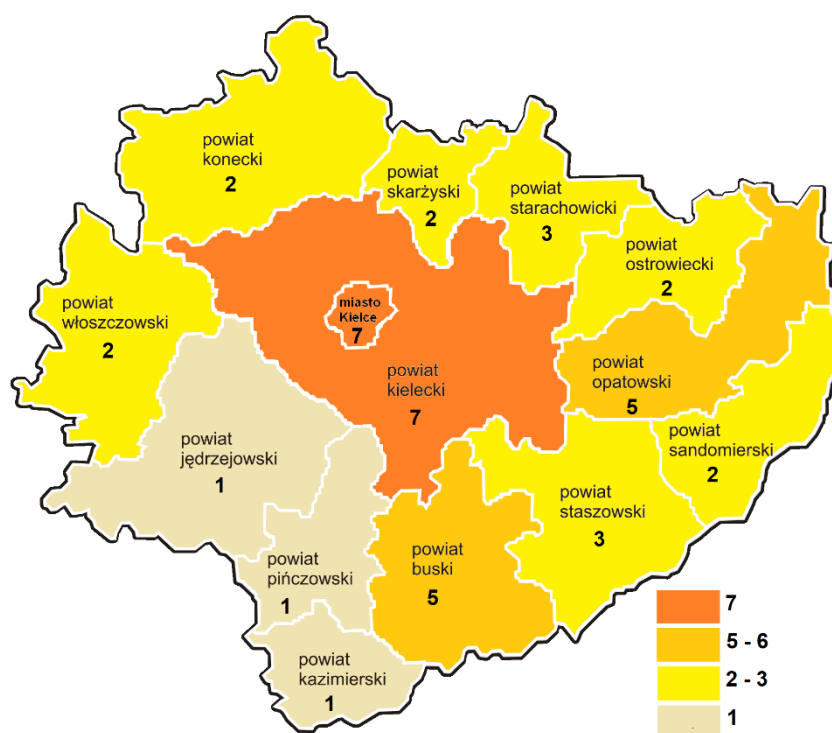 powiat
konecki
2
powiat
skarżyski
2
powiat
starachowicki
3
powiat
ostrowiecki
2
powiat
włoszczowski
2
miasto
Kielce
7
powiat
kielecki
7
powiat
opatowski
5
powiat
sandomierski
2
powiat
jędrzejowski
1
powiat
staszowski
3
powiat
pińczowski
1
powiat
buski
5
powiat
kazimierski
1
7
5 - 6
2 - 3
1